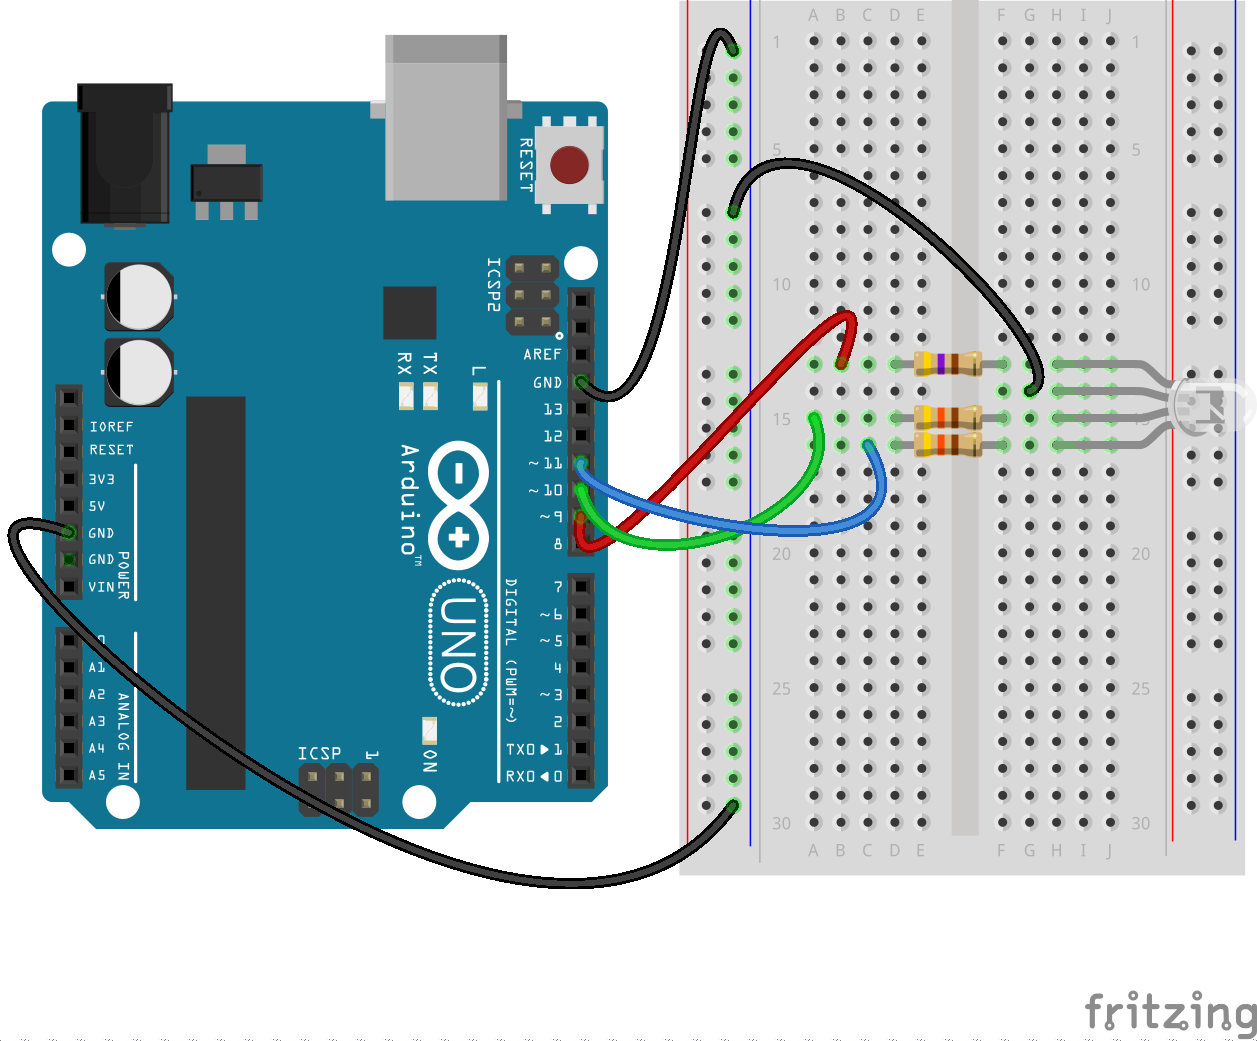 A B C D E F G H I J
1 1
5 5
10 10
15 15
20 20
25 25
30 30
A B C D E F G H I J
RESET
ICSP2
AREF
GND
13
12
~11
~10
~9
8
7
~6
~5
4
~3
2
TX0▶1
RX0◀0
DIGITAL (PWM=~)
RX
TX
L
Arduino™
UNO
IOREF
RESET
3V3
5V
GND
GND
VIN
POWER
A1
A2
A3
A4
A5
ANALOG IN
ICSP
1
ON
fritzing